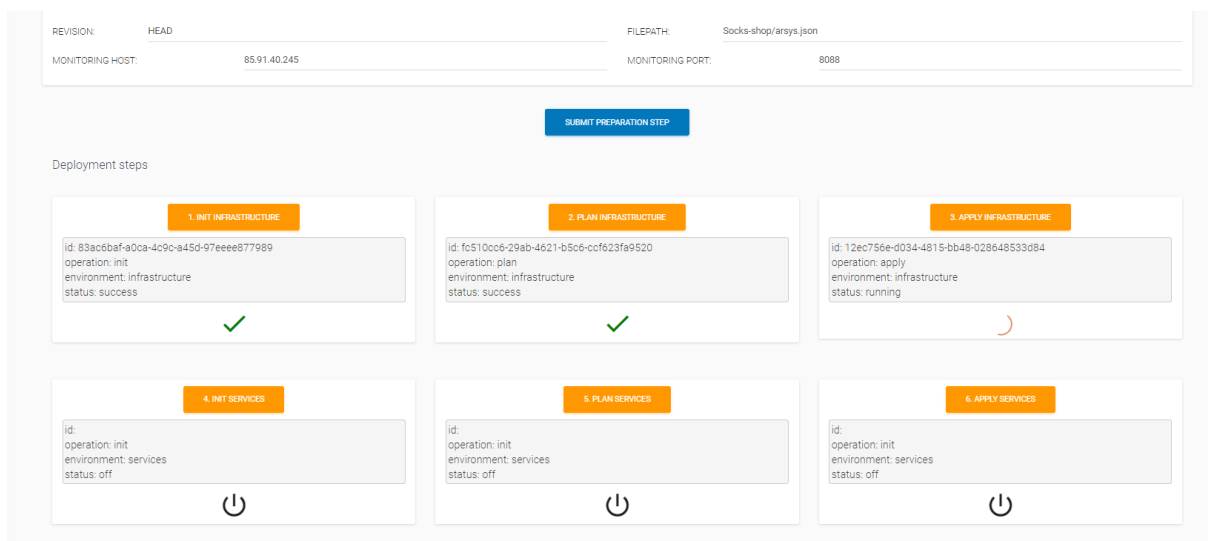 REVISION: HEAD FILEPATH: Socks-shop/arsys.json
MONITORING HOST: 85.91.40.245 MONITORING PORT: 8088
SUBMIT PREPARATION STEP
Deployment steps
1. INIT INFRASTRUCTURE
id: 83ac6baf-a0ca-4c9c-a45d-97eeee877989
operation: init
environment: infrastructure
status: success
2. PLAN INFRASTRUCTURE
id: fc510cc6-29ab-4621-b5c6-ccf623fa9520
operation: plan
environment: infrastructure
status: success
3. APPLY INFRASTRUCTURE
id: 12ec756e-d034-4815-bb48-028648533d84
operation: apply
environment: infrastructure
status: running
4. INIT SERVICES
id:
operation: init
environment: services
status: off
5. PLAN SERVICES
id:
operation: init
environment: services
status: off
6. APPLY SERVICES
id:
operation: init
environment: services
status: off